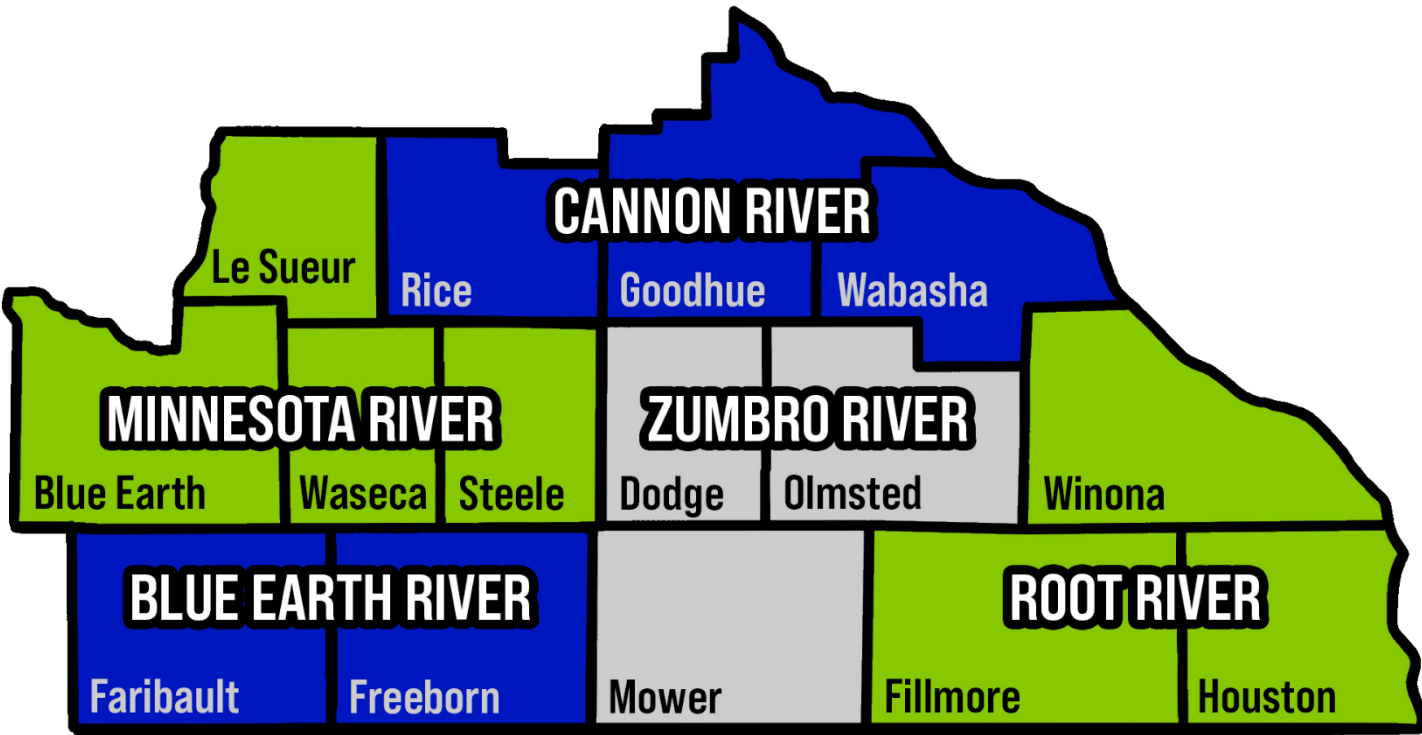 CANNON RIVER
Le Sueur
Rice
Goodhue
Wabasha
MINNESOTA RIVER
ZUMBRO RIVER
Blue Earth
Waseca
Steele
Dodge
Olmsted
Winona
BLUE EARTH RIVER
ROOT RIVER
Faribault
Freeborn
Mower
Fillmore
Houston